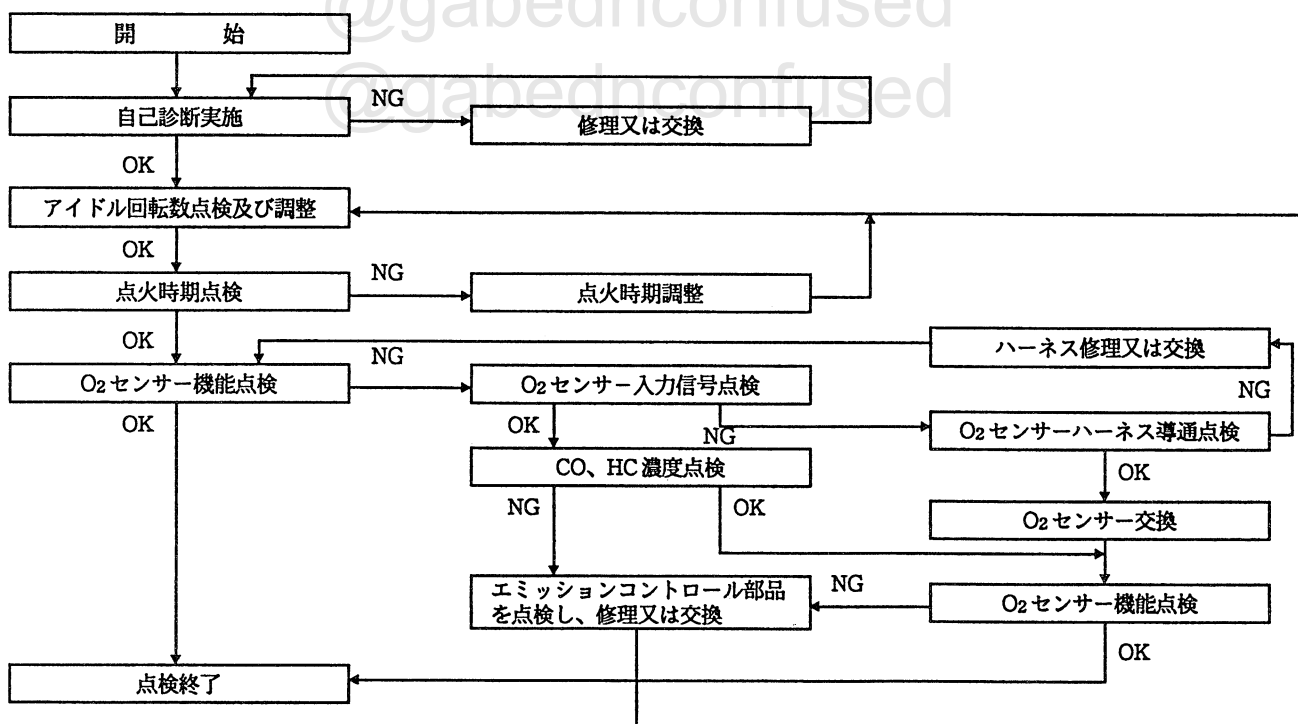 @gabednconfused
@gabednconfused
開　　　始
自己診断実施
NG
修理又は交換
OK
アイドル回転数点検及び調整
OK
点火時期点検
NG
点火時期調整
OK
ハーネス修理又は交換
O2センサー機能点検
NG
O2センサー入力信号点検
NG
OK
OK
NG
O2センサーハーネス導通点検
CO、HC濃度点検
OK
NG
OK
O2センサー交換
エミッションコントロール部品
を点検し、修理又は交換
NG
O2センサー機能点検
OK
点検終了